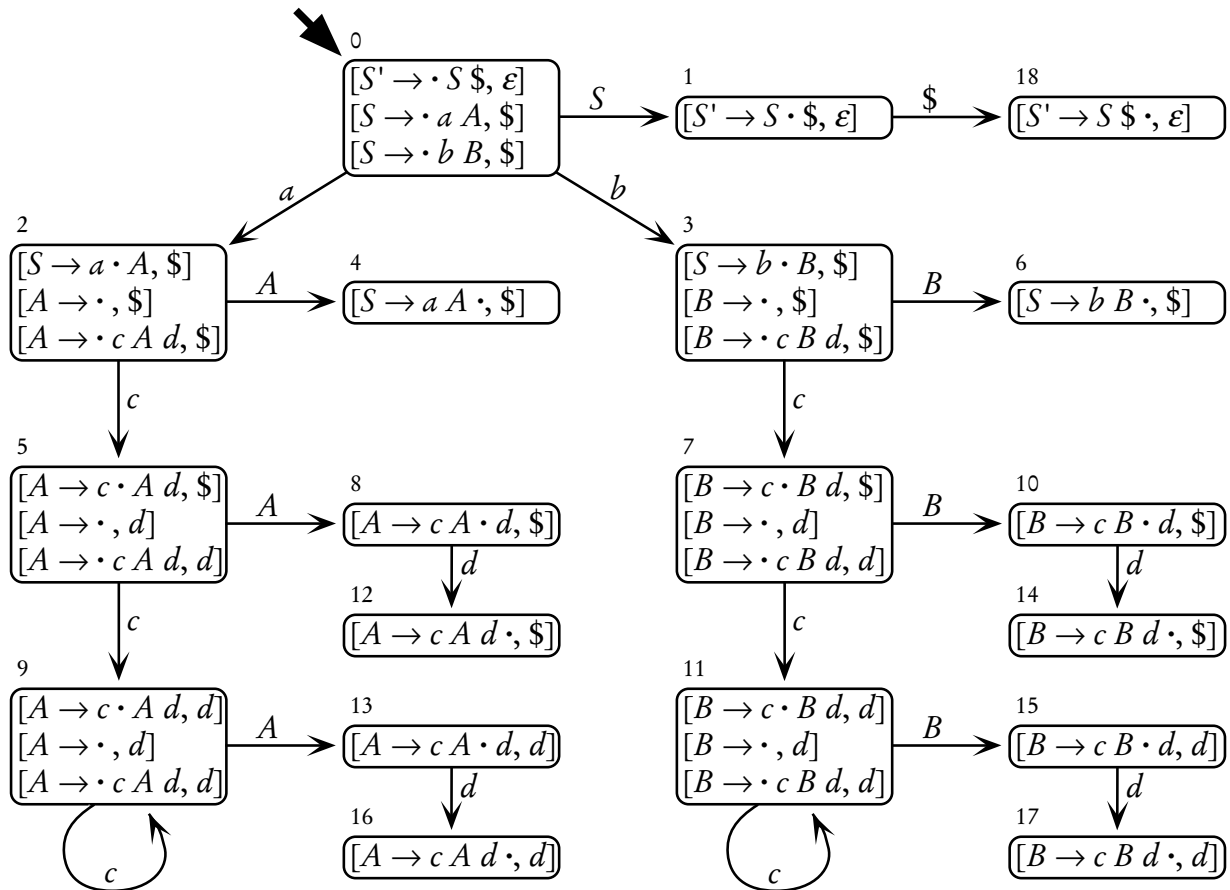 0
[S' → · S $, ε]
[S → · a A, $]
[S → · b B, $]
S
1
[S' → S · $, ε]
$
18
[S' → S $ ·, ε]
a
b
2
[S → a · A, $]
[A → · , $]
[A → · c A d, $]
A
4
[S → a A ·, $]
3
[S → b · B, $]
[B → · , $]
[B → · c B d, $]
B
6
[S → b B ·, $]
c
c
5
[A → c · A d, $]
[A → · , d]
[A → · c A d, d]
A
8
[A → c A · d, $]
d
12
[A → c A d ·, $]
7
[B → c · B d, $]
[B → · , d]
[B → · c B d, d]
B
10
[B → c B · d, $]
d
14
[B → c B d ·, $]
c
c
9
[A → c · A d, d]
[A → · , d]
[A → · c A d, d]
A
13
[A → c A · d, d]
d
16
[A → c A d ·, d]
c
11
[B → c · B d, d]
[B → · , d]
[B → · c B d, d]
B
15
[B → c B · d, d]
d
17
[B → c B d ·, d]
c